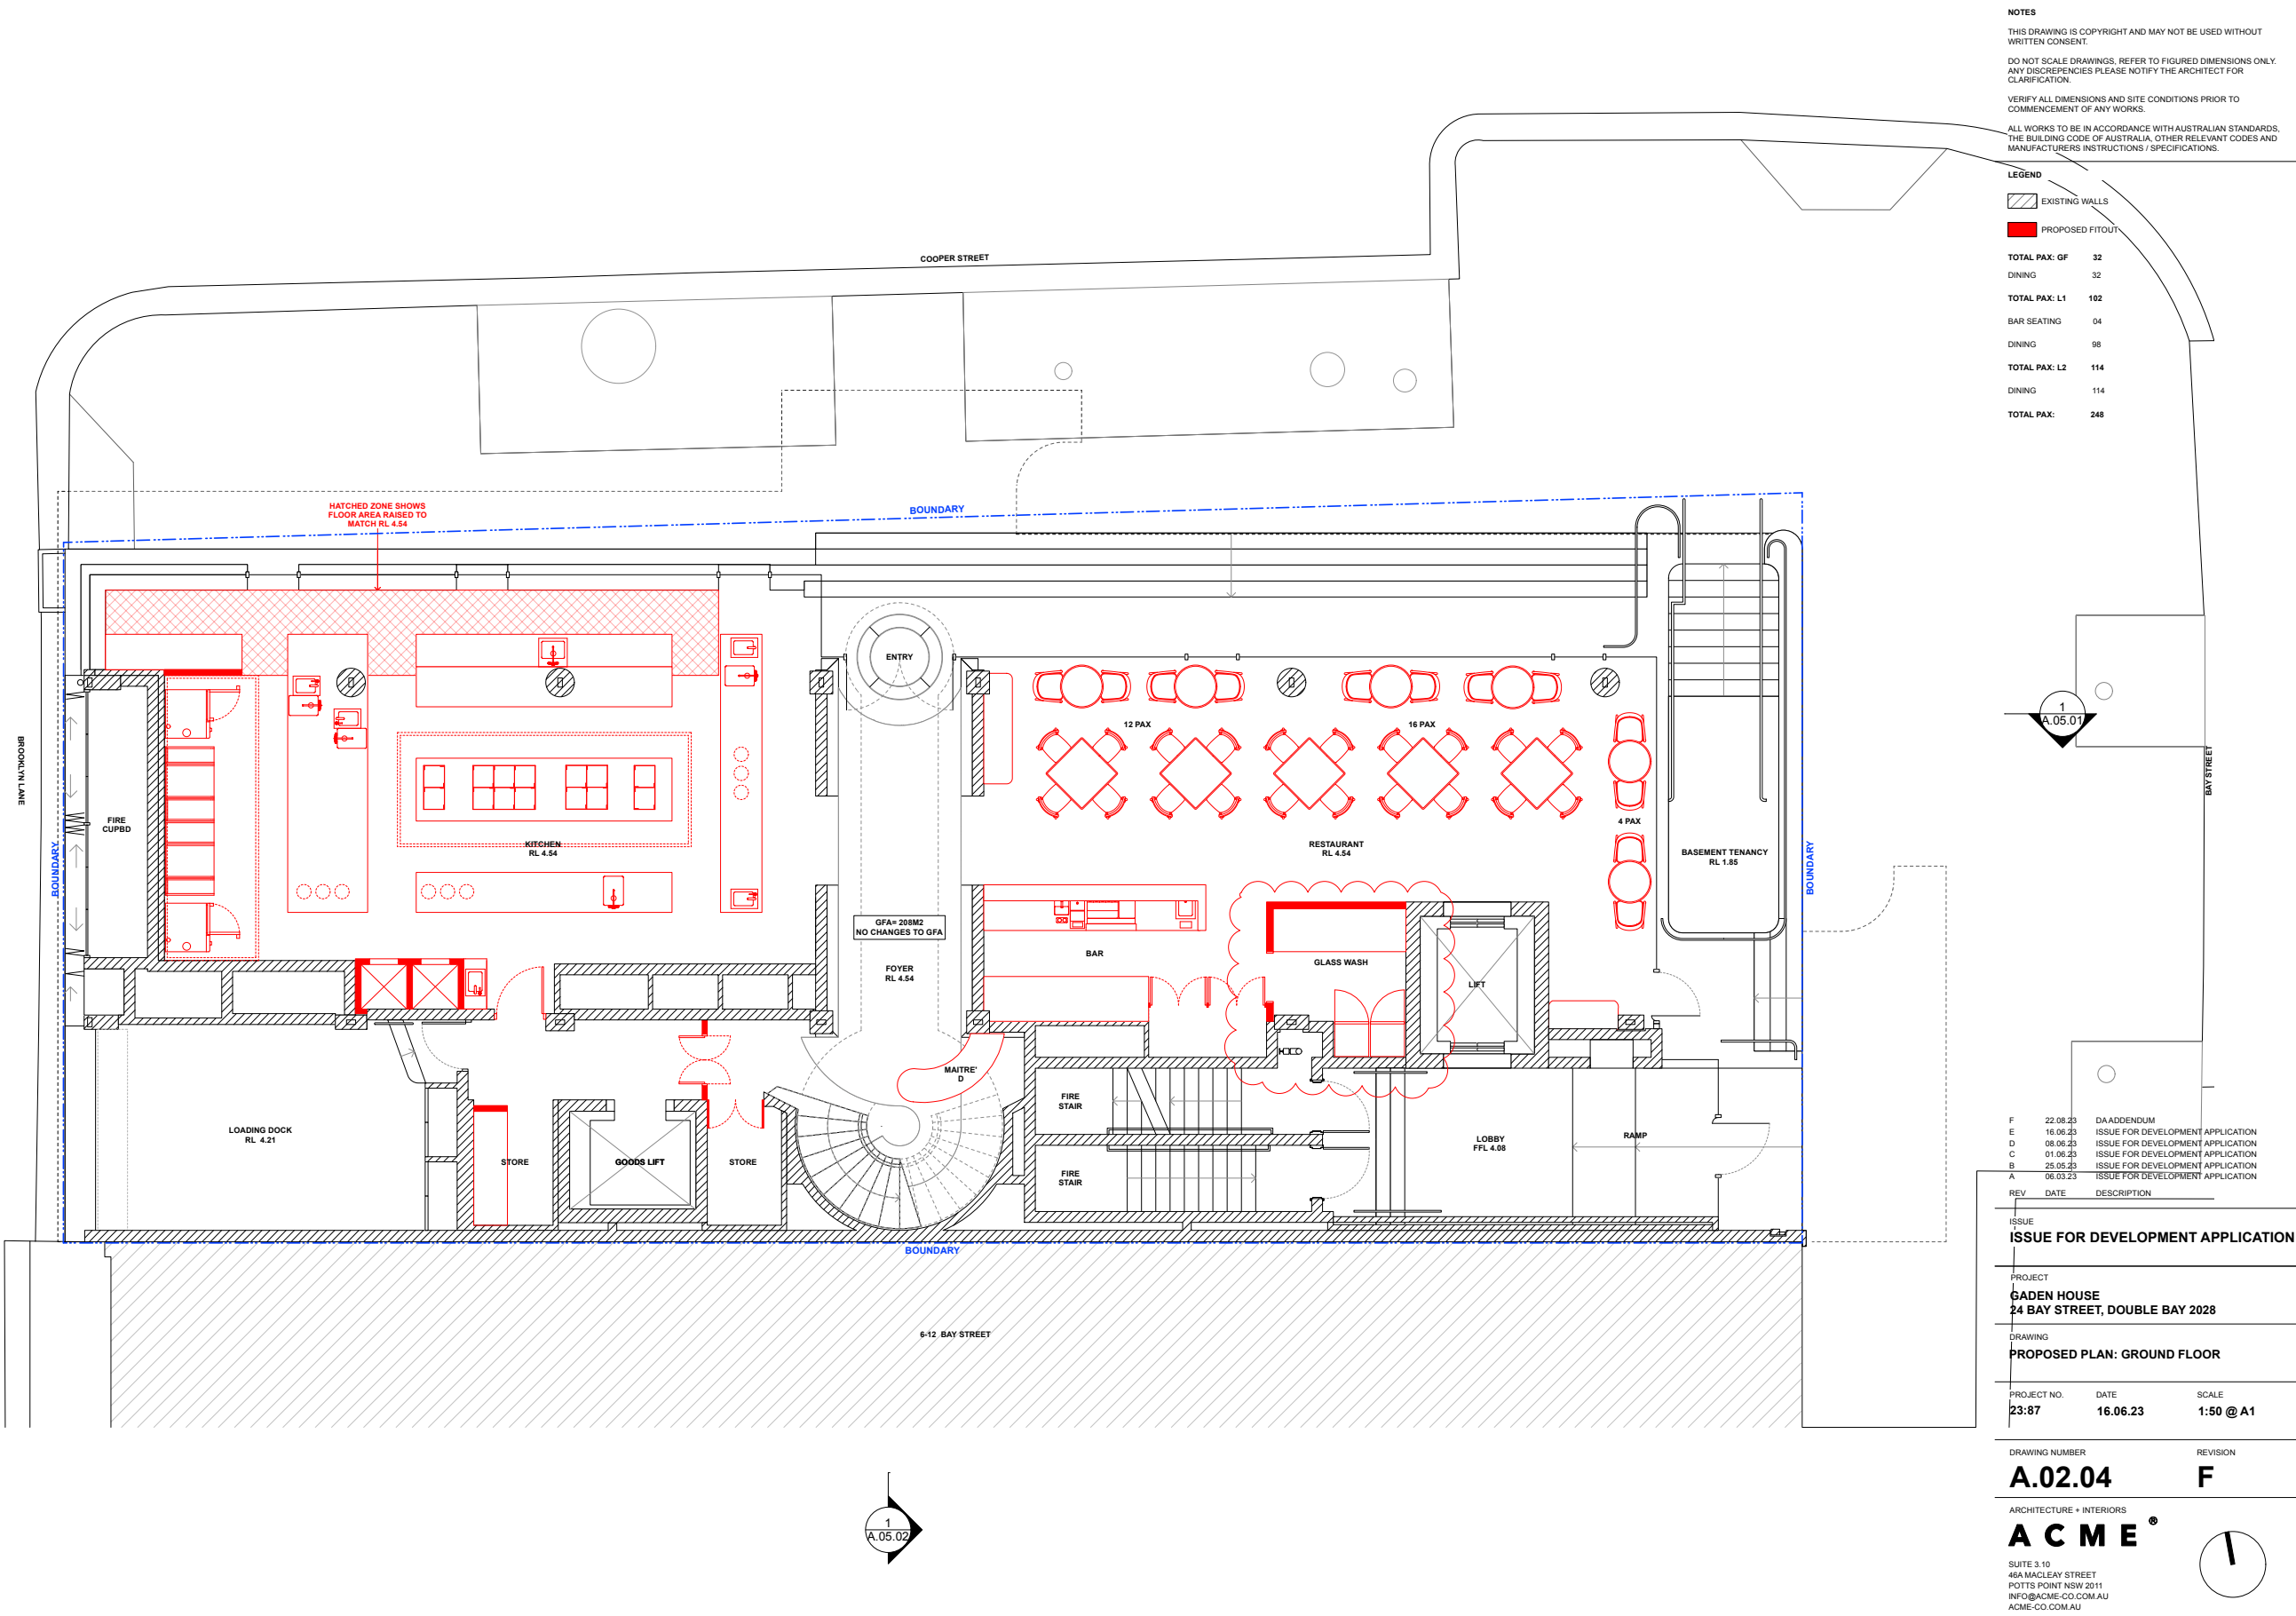 NOTES
THIS DRAWING IS COPYRIGHT AND MAY NOT BE USED WITHOUT
WRITTEN CONSENT.
DO NOT SCALE DRAWINGS, REFER TO FIGURED DIMENSIONS ONLY.
ANY DISCREPENCIES PLEASE NOTIFY THE ARCHITECT FOR
CLARIFICATION.
VERIFY ALL DIMENSIONS AND SITE CONDITIONS PRIOR TO
COMMENCEMENT OF ANY WORKS.
ALL WORKS TO BE IN ACCORDANCE WITH AUSTRALIAN STANDARDS,
THE BUILDING CODE OF AUSTRALIA, OTHER RELEVANT CODES AND
MANUFACTURERS INSTRUCTIONS / SPECIFICATIONS.
LEGEND
EXISTING WALLS
PROPOSED FITOUT
TOTAL PAX: GF 32
DINING 32
TOTAL PAX: L1 102
BAR SEATING 04
DINING 98
TOTAL PAX: L2 114
DINING 114
TOTAL PAX: 248
COOPER STREET
HATCHED ZONE SHOWS
FLOOR AREA RAISED TO
MATCH RL 4.54
BOUNDARY
ENTRY
12 PAX
16 PAX
4 PAX
1
A.05.01
BROOKLYN LANE
BAY STREET
FIRE
CUPBD
BOUNDARY
KITCHEN
RL 4.54
RESTAURANT
RL 4.54
BASEMENT TENANCY
RL 1.85
BOUNDARY
GFA= 208M2
NO CHANGES TO GFA
FOYER
RL 4.54
BAR
GLASS WASH
LIFT
MAITRE'
D
FIRE
STAIR
LOADING DOCK
RL 4.21
STORE
GOODS LIFT
STORE
FIRE
STAIR
LOBBY
FFL 4.08
RAMP
BOUNDARY
6-12 BAY STREET
1
A.05.02
F 22.08.23 DA ADDENDUM
E 16.06.23 ISSUE FOR DEVELOPMENT APPLICATION
D 08.06.23 ISSUE FOR DEVELOPMENT APPLICATION
C 01.06.23 ISSUE FOR DEVELOPMENT APPLICATION
B 25.05.23 ISSUE FOR DEVELOPMENT APPLICATION
A 06.03.23 ISSUE FOR DEVELOPMENT APPLICATION
REV DATE DESCRIPTION
ISSUE
ISSUE FOR DEVELOPMENT APPLICATION
PROJECT
GADEN HOUSE
24 BAY STREET, DOUBLE BAY 2028
DRAWING
PROPOSED PLAN: GROUND FLOOR
PROJECT NO. DATE SCALE
23:87 16.06.23 1:50 @ A1
DRAWING NUMBER REVISION
A.02.04 F
ARCHITECTURE + INTERIORS
ACME®
SUITE 3.10
46A MACLEAY STREET
POTTS POINT NSW 2011
INFO@ACME-CO.COM.AU
ACME-CO.COM.AU